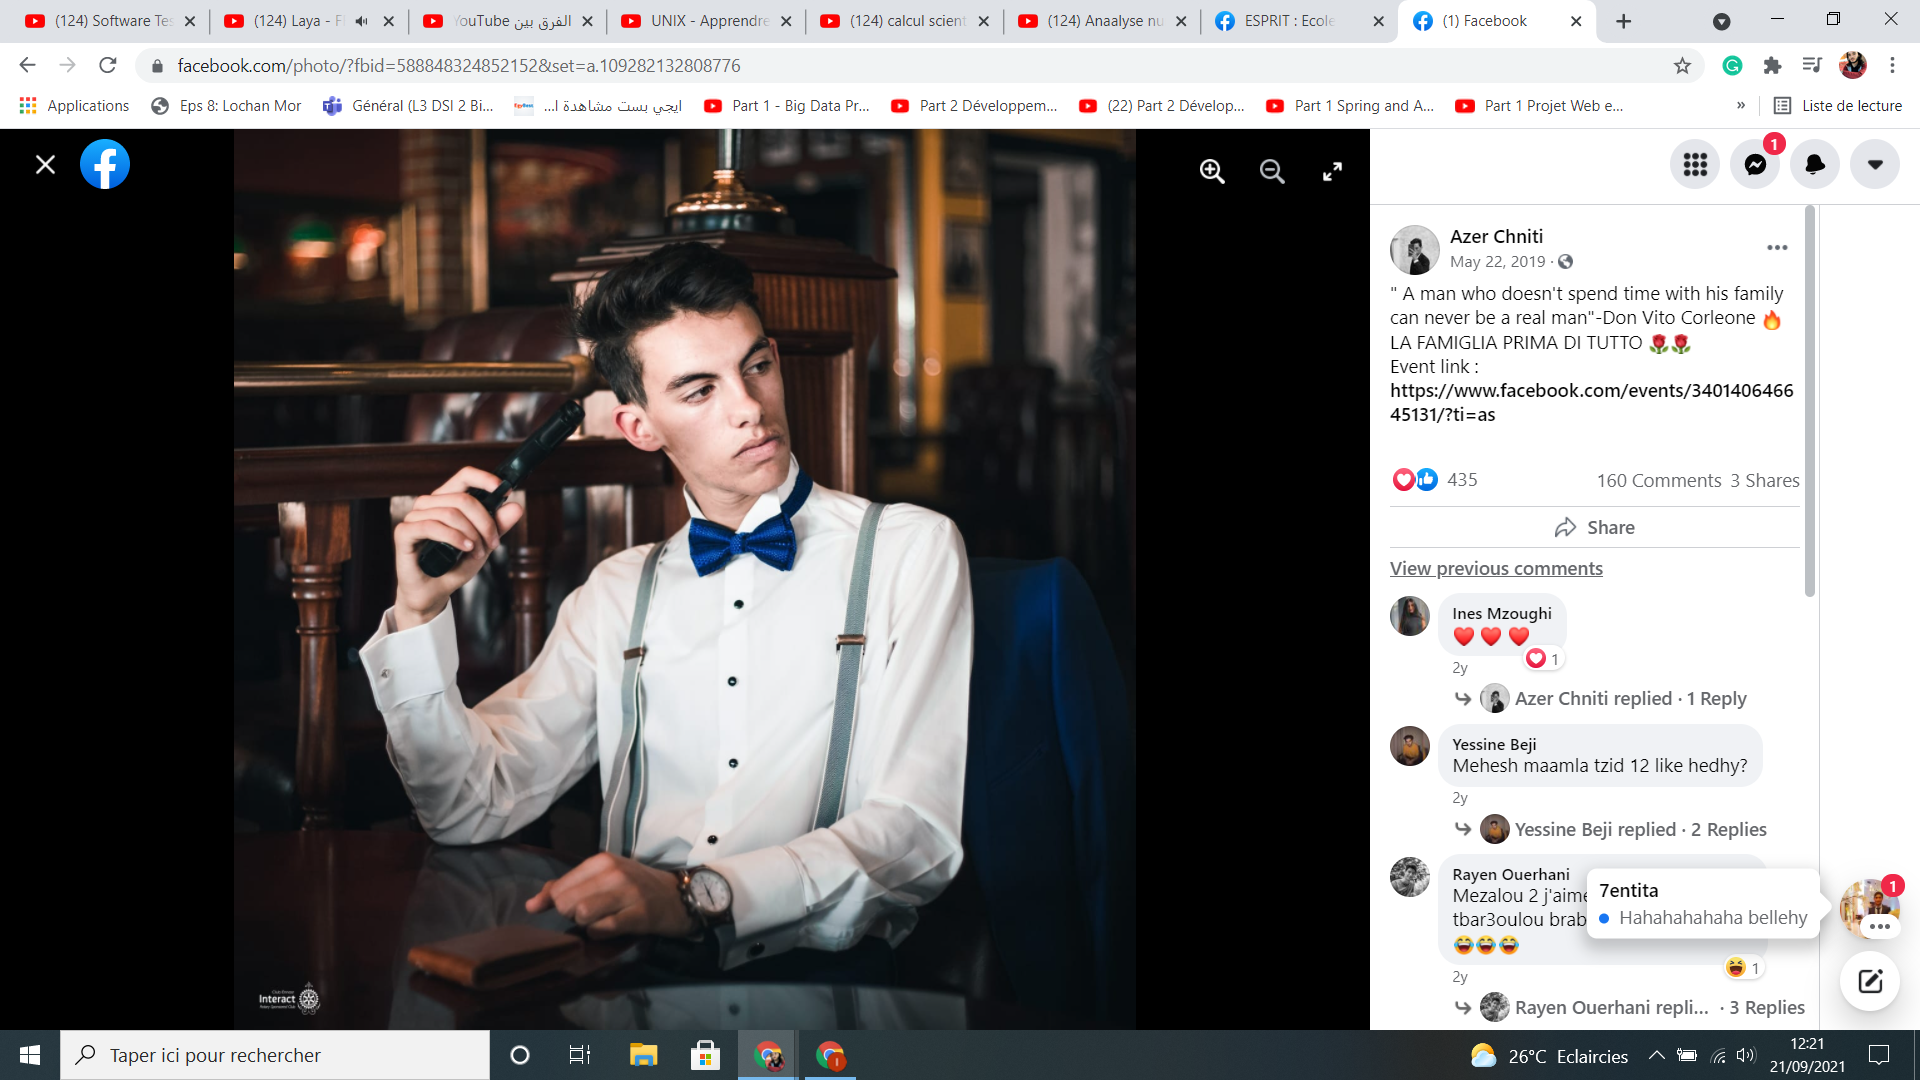 (124) Software Tes
(124) Laya - F
الفرق بين YouTube
UNIX - Apprendre
(124) calcul scient
(124) Anaalyse nu
ESPRIT : Ecole
(1) Facebook
facebook.com/photo/?fbid=588848324852152&set=a.109282132808776
Applications
Eps 8: Lochan Mor
Général (L3 DSI 2 Bi...
ايجي بست مشاهدة ا...
Part 1 - Big Data Pr...
Part 2 Développem...
(22) Part 2 Dévelop...
Part 1 Spring and A...
Part 1 Projet Web e...
»
Liste de lecture
1
Azer Chniti
May 22, 2019 ·
" A man who doesn't spend time with his family
can never be a real man"-Don Vito Corleone 🔥
LA FAMIGLIA PRIMA DI TUTTO 🌹🌹
Event link :
https://www.facebook.com/events/3401406466
45131/?ti=as
435
160 Comments 3 Shares
Share
View previous comments
Ines Mzoughi
❤️ ❤️ ❤️
1
2y
Azer Chniti replied · 1 Reply
Yessine Beji
Mehesh maamla tzid 12 like hedhy?
2y
Yessine Beji replied · 2 Replies
Rayen Ouerhani
Mezalou 2 j'aime
tbar3oulou brab
😂😂😂
1
2y
Rayen Ouerhani repli... · 3 Replies
7entita
Hahahahahaha bellehy
1
Interact
Taper ici pour rechercher
26°C Eclaircies
12:21
21/09/2021